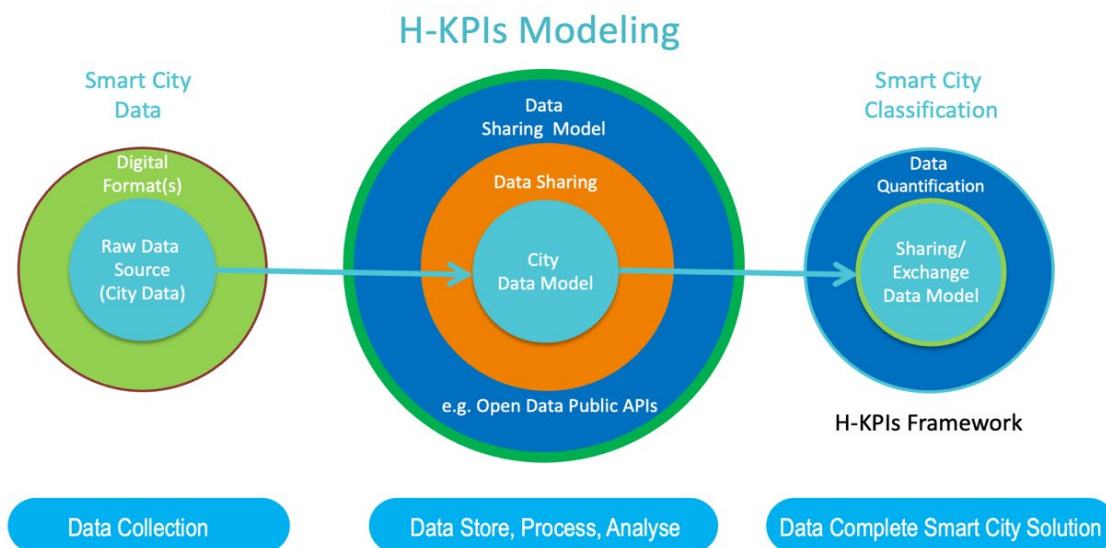 H-KPIs Modeling
Smart City
Data
Digital
Format(s)
Raw Data
Source
(City Data)
Data
Sharing Model
Data Sharing
City
Data Model
e.g. Open Data Public APIs
Smart City
Classification
Data
Quantification
Sharing/
Exchange
Data Model
H-KPIs Framework
Data Collection
Data Store, Process, Analyse
Data Complete Smart City Solution